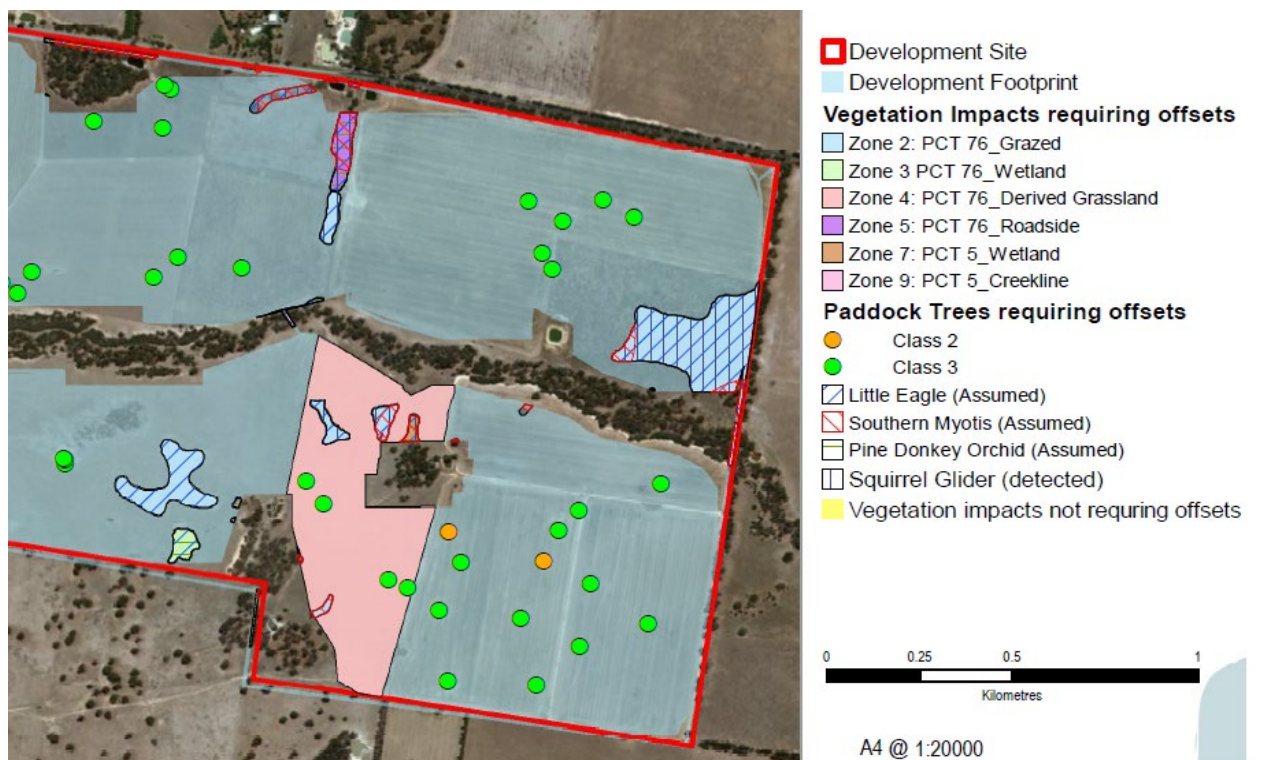 Development Site
Development Footprint
Vegetation Impacts requiring offsets
Zone 2: PCT 76_Grazed
Zone 3 PCT 76_Wetland
Zone 4: PCT 76_Derived Grassland
Zone 5: PCT 76_Roadside
Zone 7: PCT 5_Wetland
Zone 9: PCT 5_Creekline
Paddock Trees requiring offsets
Class 2
Class 3
Little Eagle (Assumed)
Southern Myotis (Assumed)
Pine Donkey Orchid (Assumed)
Squirrel Glider (detected)
Vegetation impacts not requring offsets
0 0.25 0.5 1
Kilometres
A4 @ 1:20000